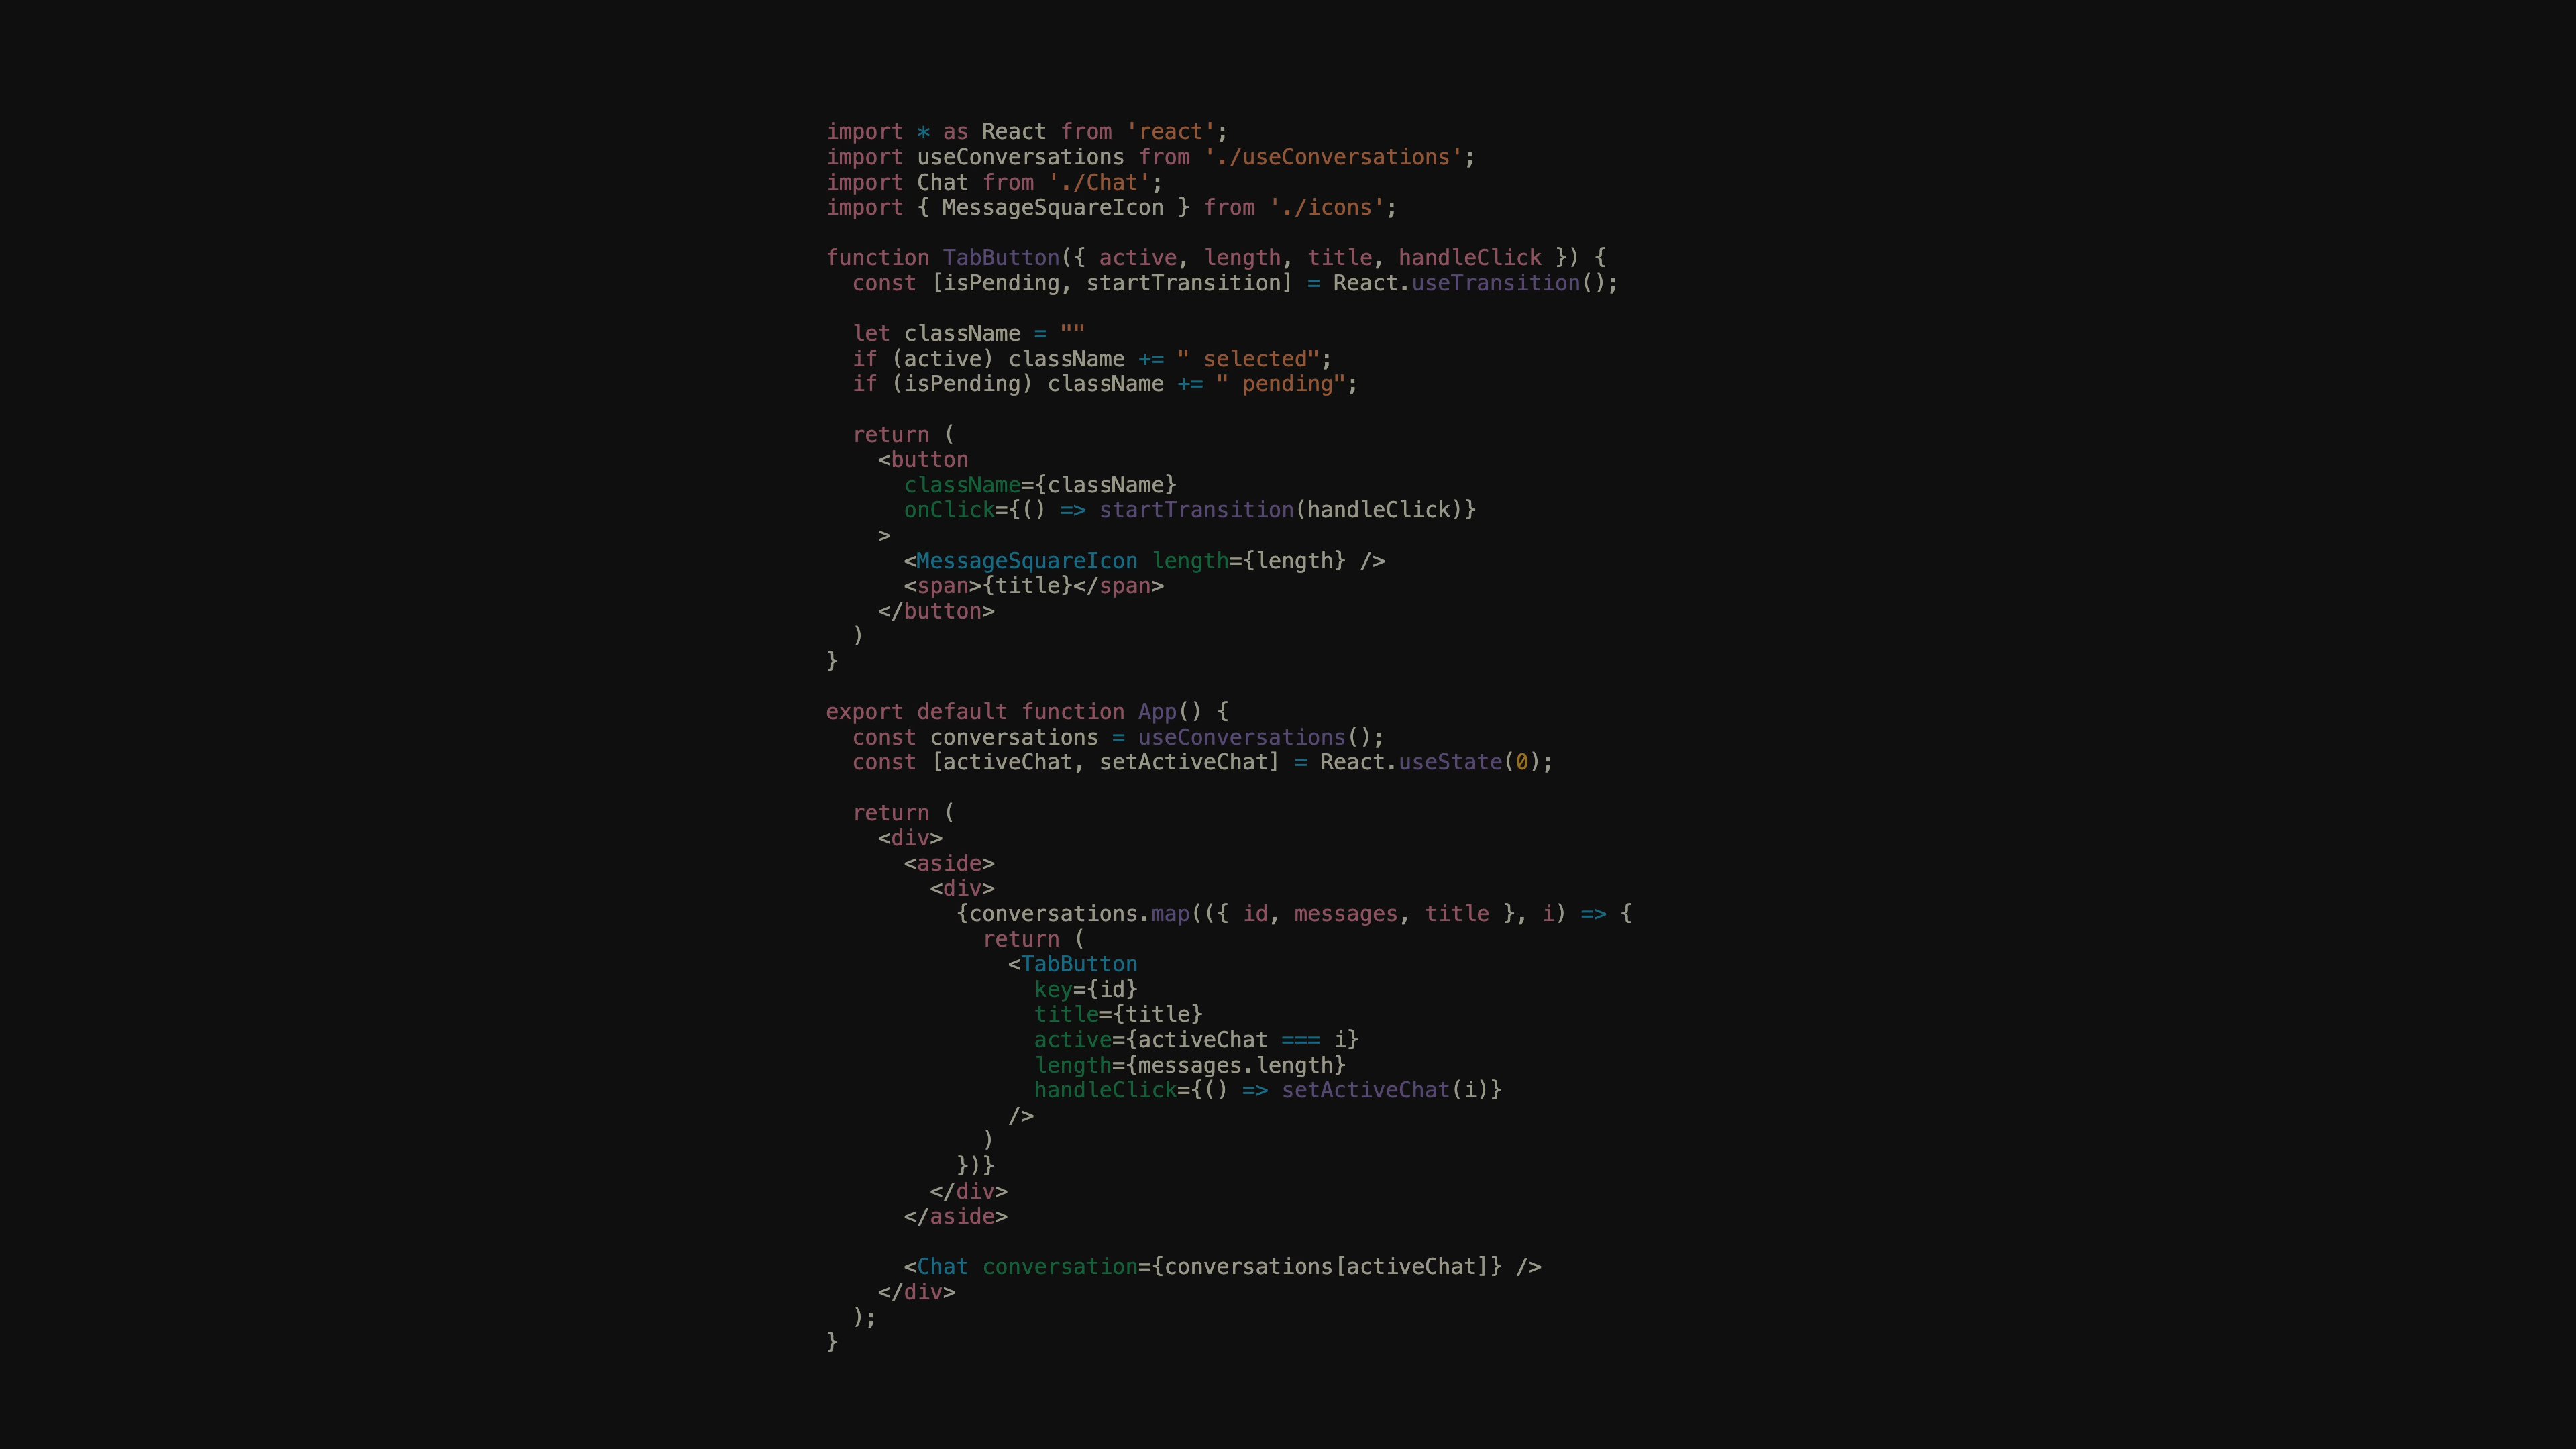 import * as React from 'react';
import useConversations from './useConversations';
import Chat from './Chat';
import { MessageSquareIcon } from './icons';

function TabButton({ active, length, title, handleClick }) {
  const [isPending, startTransition] = React.useTransition();

  let className = ""
  if (active) className += " selected";
  if (isPending) className += " pending";

  return (
    <button
      className={className}
      onClick={() => startTransition(handleClick)}
    >
      <MessageSquareIcon length={length} />
      <span>{title}</span>
    </button>
  )
}

export default function App() {
  const conversations = useConversations();
  const [activeChat, setActiveChat] = React.useState(0);

  return (
    <div>
      <aside>
        <div>
          {conversations.map(({ id, messages, title }, i) => {
            return (
              <TabButton
                key={id}
                title={title}
                active={activeChat === i}
                length={messages.length}
                handleClick={() => setActiveChat(i)}
              />
            )
          })}
        </div>
      </aside>

      <Chat conversation={conversations[activeChat]} />
    </div>
  );
}